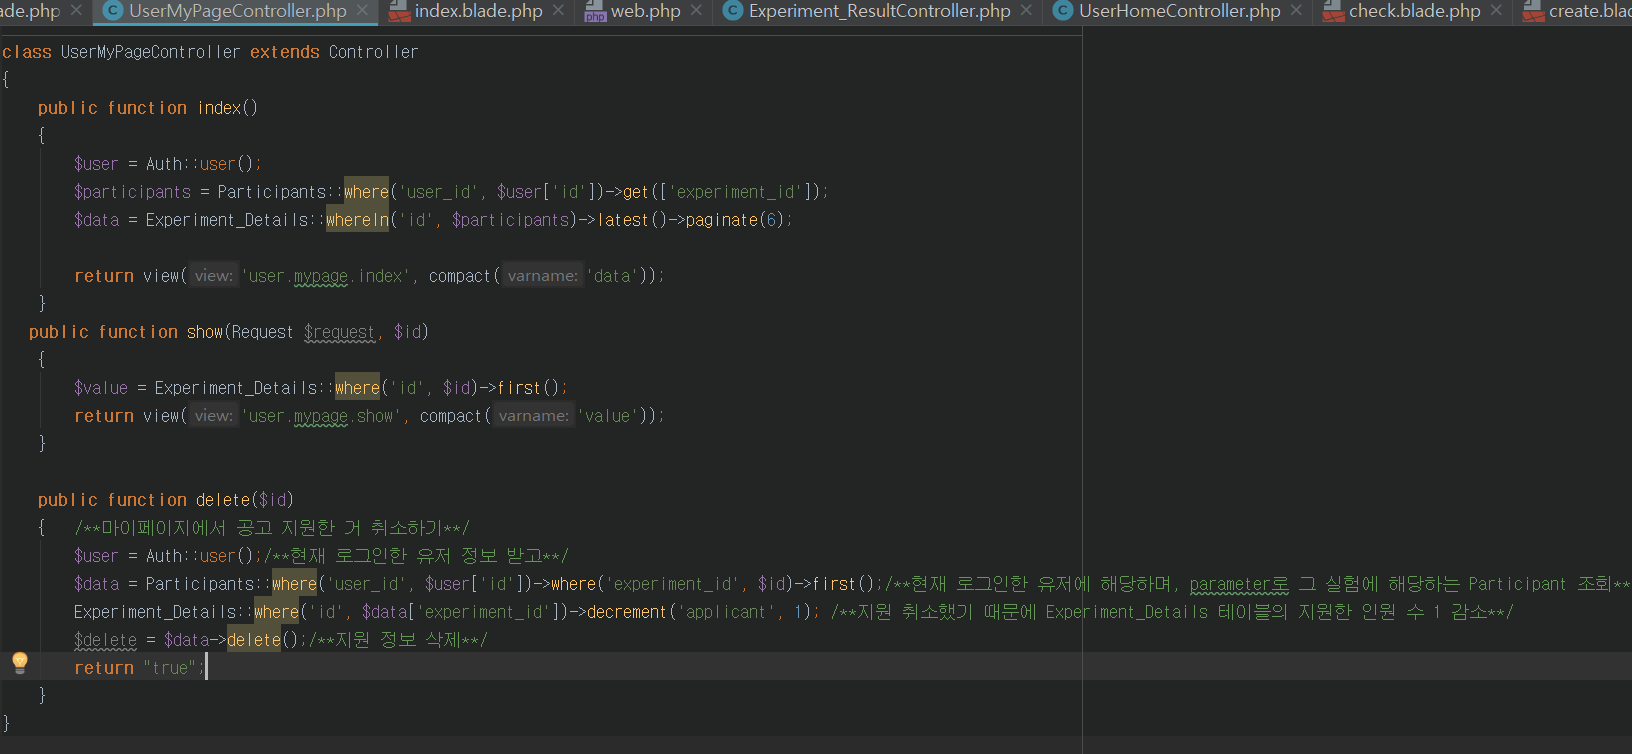 ade.php UserMyPageController.php index.blade.php web.php Experiment_ResultController.php UserHomeController.php check.blade.php create.blad
class UserMyPageController extends Controller
{
public function index()
{
$user = Auth::user();
$participants = Participants::where('user_id', $user['id'])->get(['experiment_id']);
$data = Experiment_Details::whereIn('id', $participants)->latest()->paginate(6);
return view( view: 'user.mypage.index', compact( varname: 'data'));
}
public function show(Request $request, $id)
{
$value = Experiment_Details::where('id', $id)->first();
return view( view: 'user.mypage.show', compact( varname: 'value'));
}
public function delete($id)
{ /**마이페이지에서 공고 지원한 거 취소하기**/
$user = Auth::user();/**현재 로그인한 유저 정보 받고**/
$data = Participants::where('user_id', $user['id'])->where('experiment_id', $id)->first();/**현재 로그인한 유저에 해당하며, parameter로 그 실험에 해당하는 Participant 조회**
Experiment_Details::where('id', $data['experiment_id'])->decrement('applicant', 1); /**지원 취소했기 때문에 Experiment_Details 테이블의 지원한 인원 수 1 감소**/
$delete = $data->delete();/**지원 정보 삭제**/
return "true";
}
}